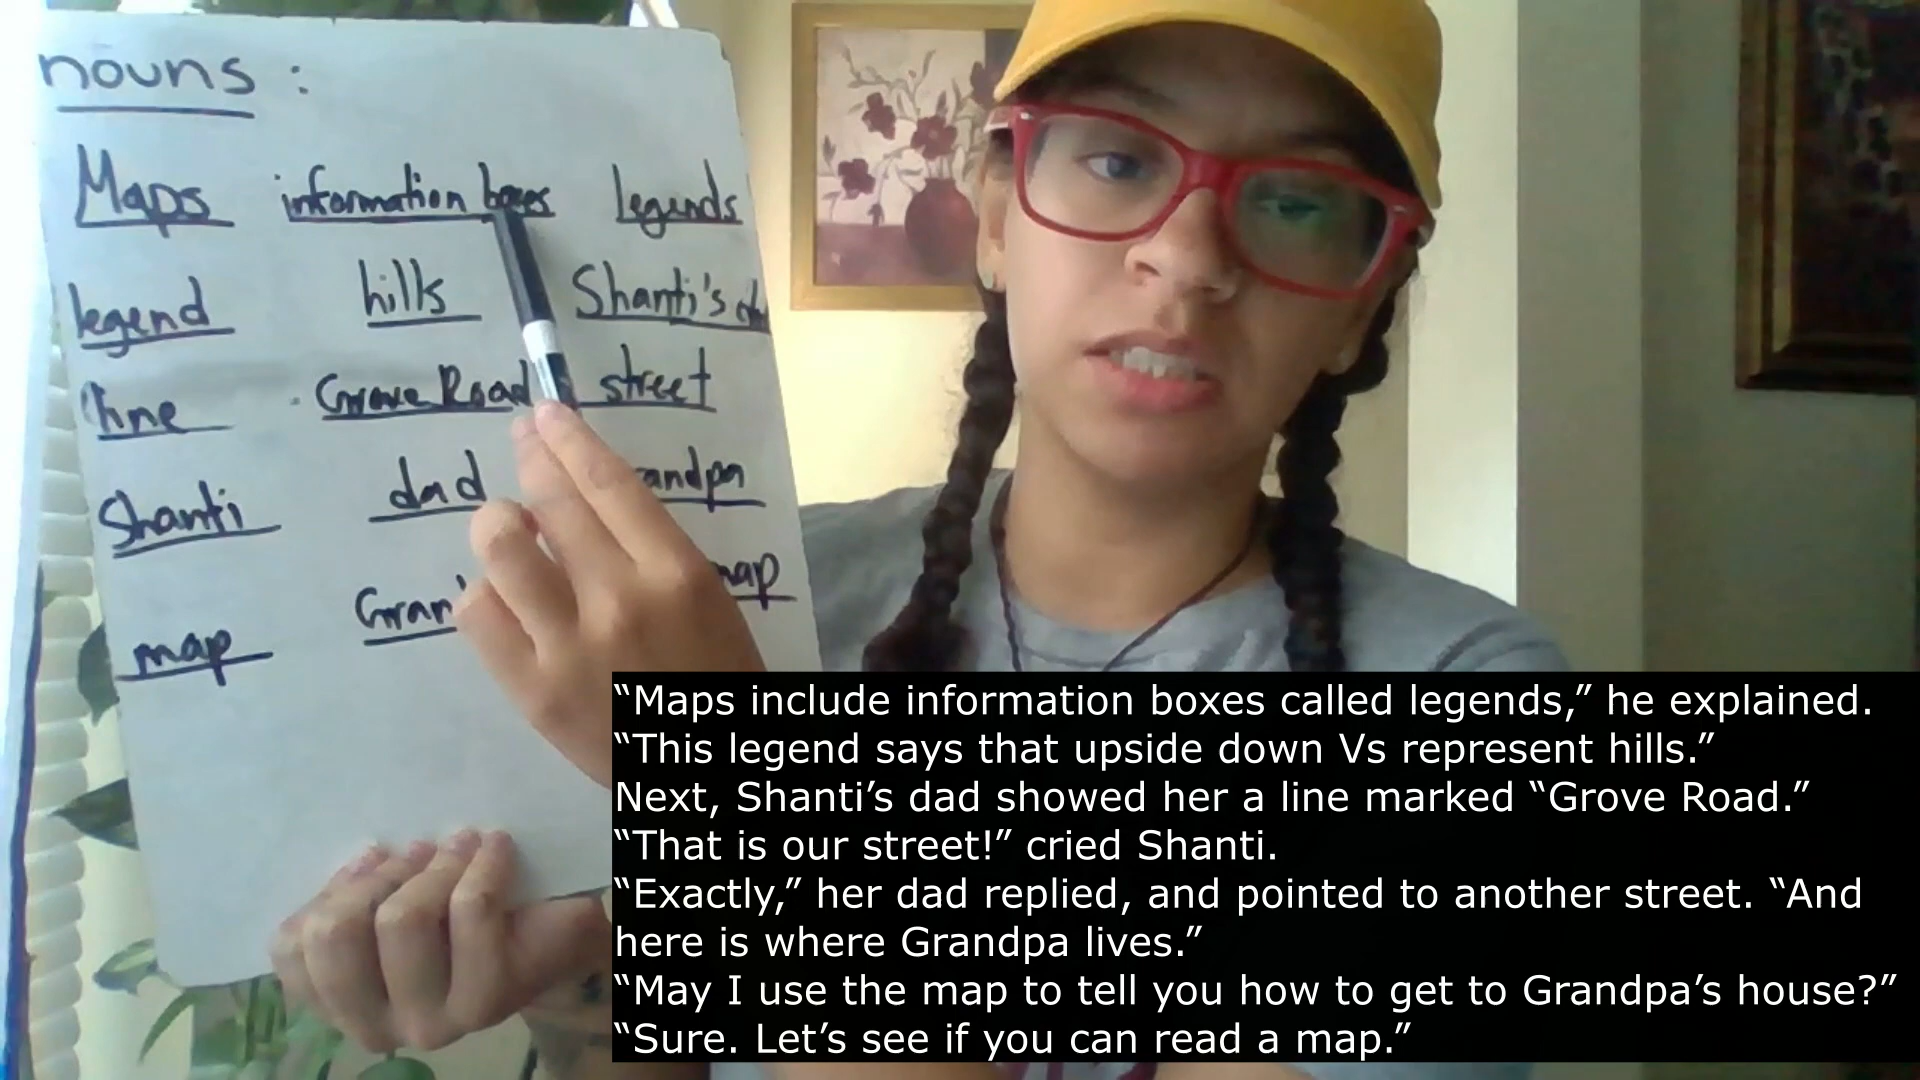 nouns :
Maps information boxes Legends
legend hills Shanti's
line Grove Road street
Shanti dad andpa
map Gran map
“Maps include information boxes called legends,” he explained.
“This legend says that upside down Vs represent hills.”
Next, Shanti’s dad showed her a line marked “Grove Road.”
“That is our street!” cried Shanti.
“Exactly,” her dad replied, and pointed to another street. “And
here is where Grandpa lives.”
“May I use the map to tell you how to get to Grandpa’s house?”
“Sure. Let’s see if you can read a map.”